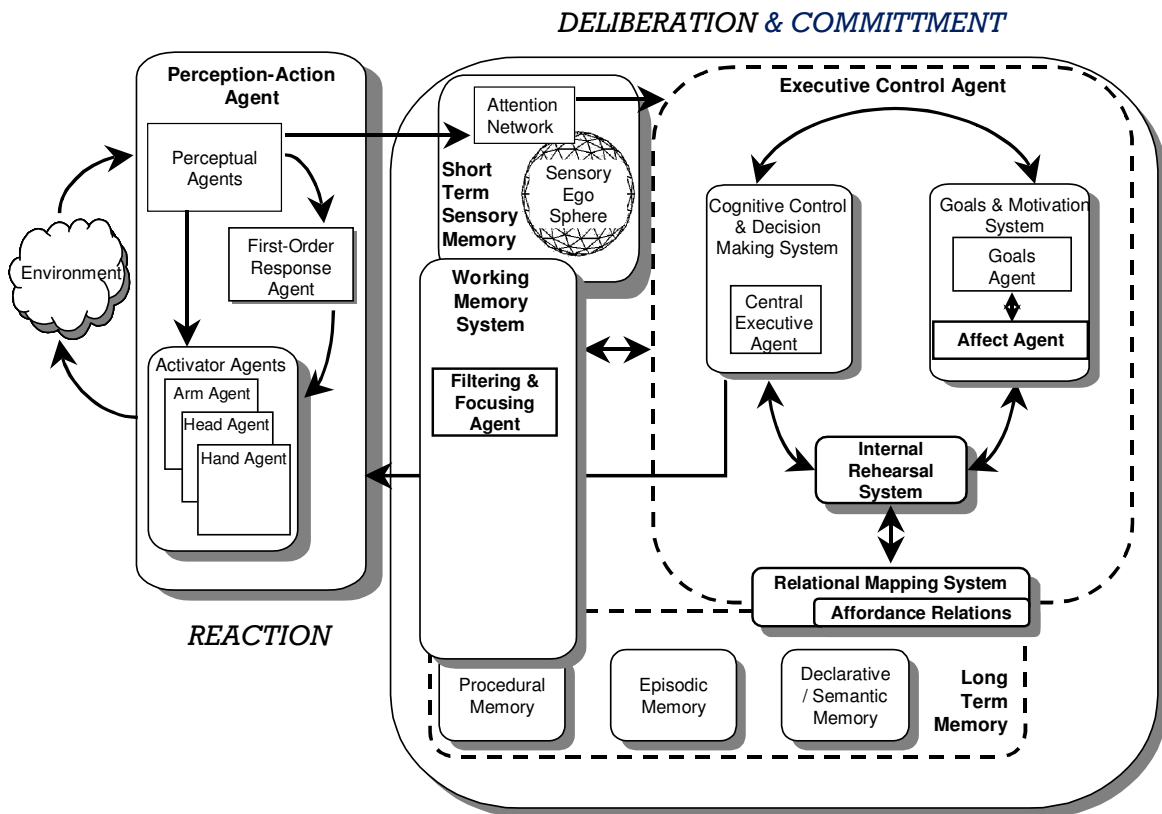 DELIBERATION & COMMITTMENT
Perception-Action
Agent
Perceptual
Agents
First-Order
Response
Agent
Environment
Activator Agents
Arm Agent
Head Agent
Hand Agent
REACTION
Attention
Network
Short
Term
Sensory
Memory
Sensory
Ego
Sphere
Working
Memory
System
Filtering &
Focusing
Agent
Executive Control Agent
Cognitive Control
& Decision
Making System
Central
Executive
Agent
Goals & Motivation
System
Goals
Agent
Affect Agent
Internal
Rehearsal
System
Relational Mapping System
Affordance Relations
Procedural
Memory
Episodic
Memory
Declarative
/ Semantic
Memory
Long
Term
Memory